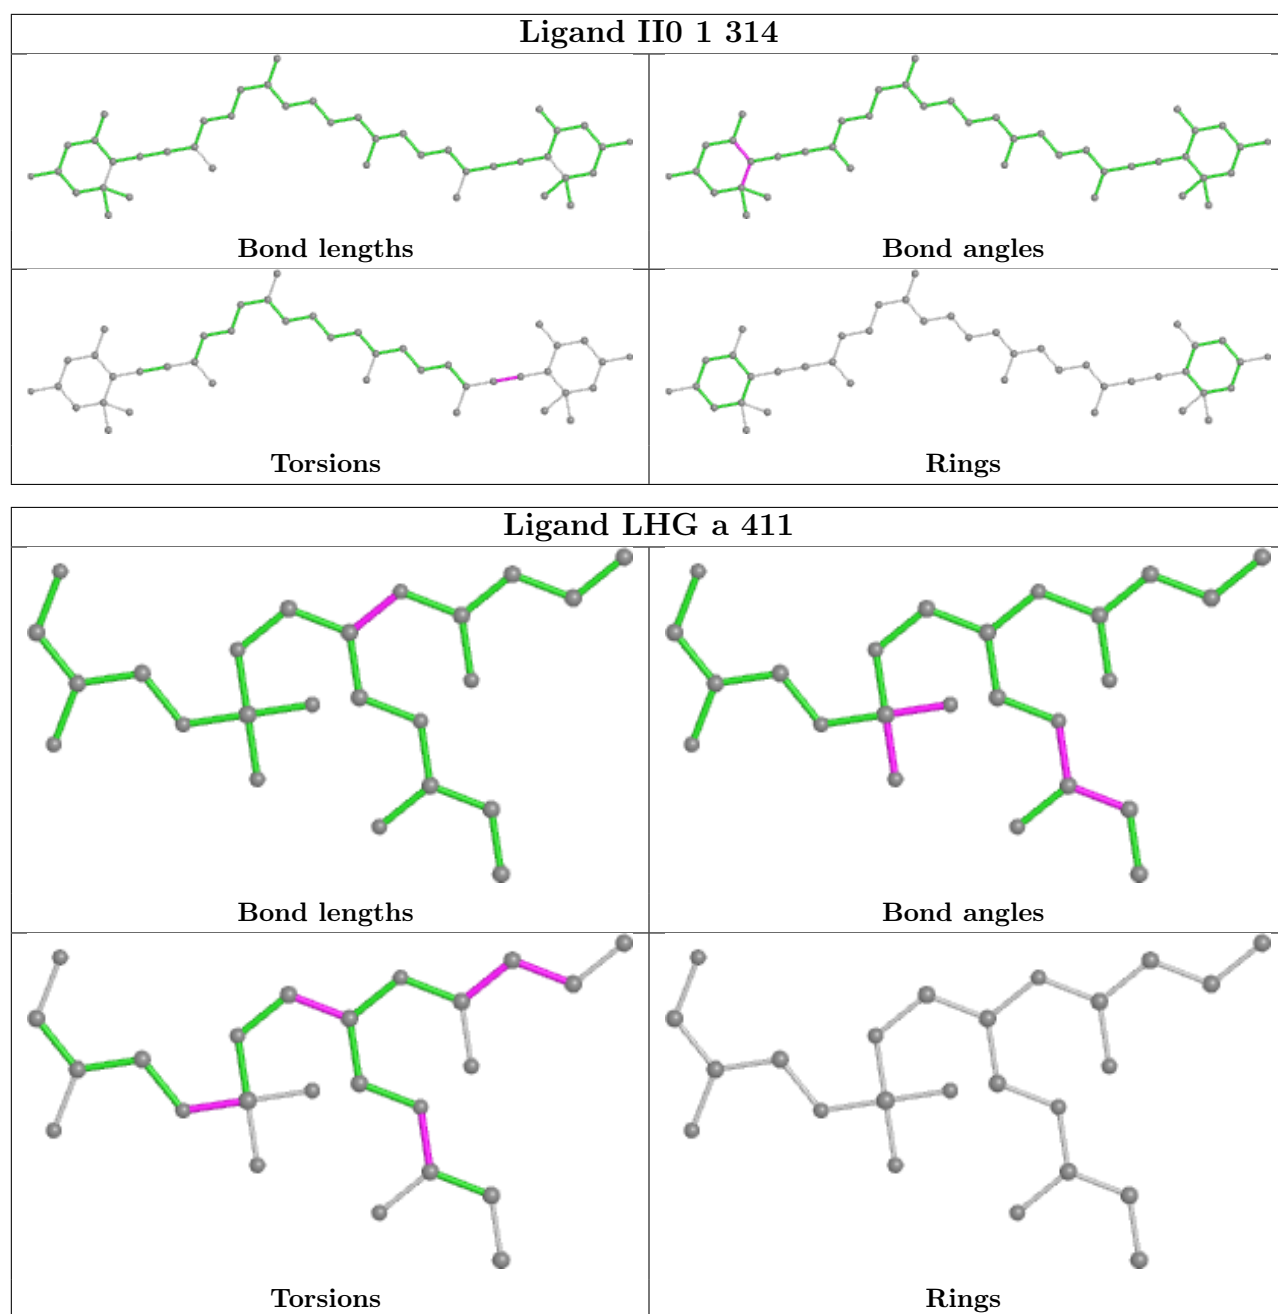 Ligand II0 1 314
Bond lengths
Bond angles
Torsions
Rings
Ligand LHG a 411
Bond lengths
Bond angles
Torsions
Rings